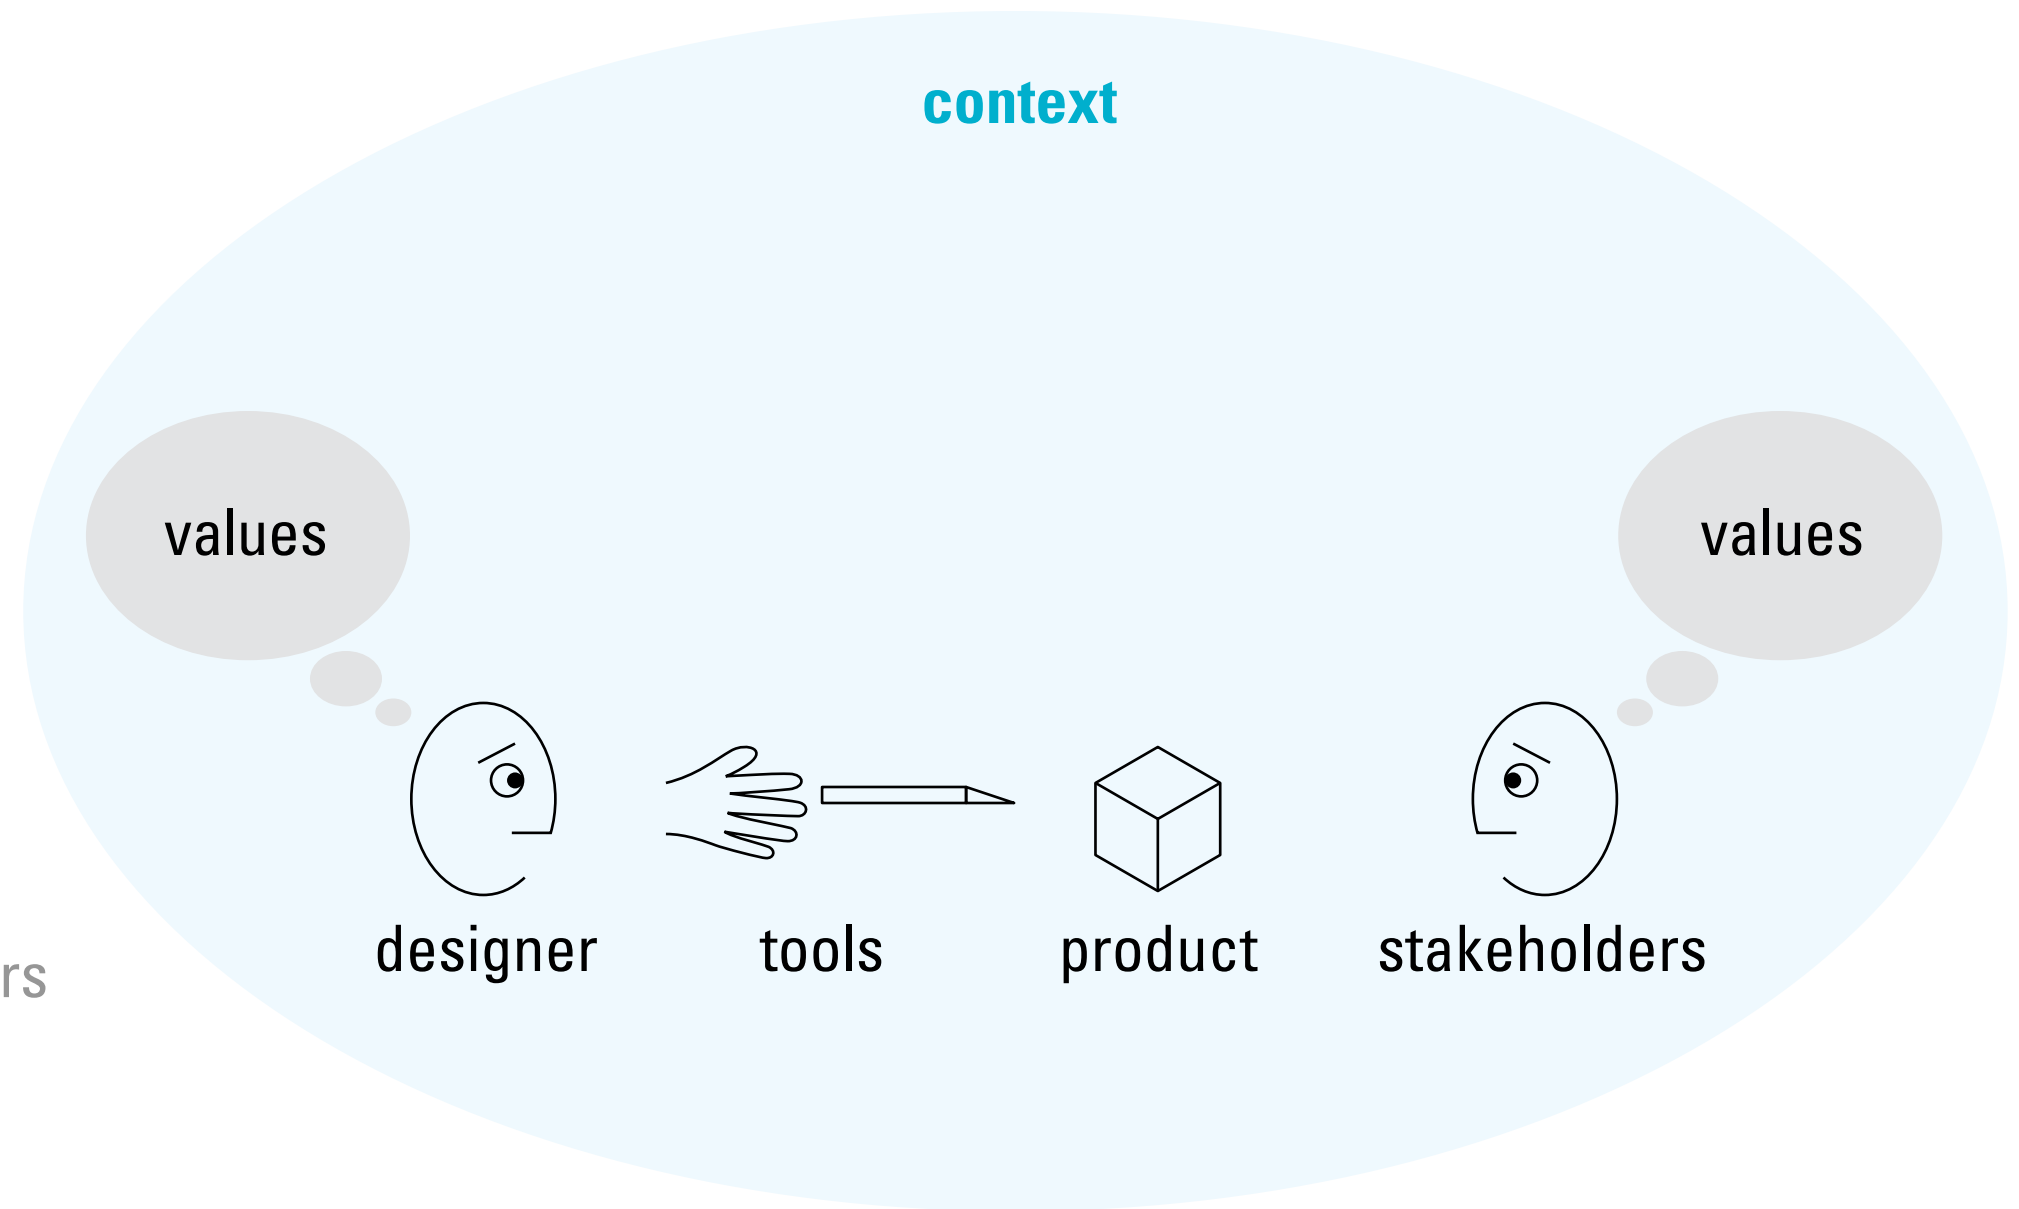 context
values
values
designer
tools
product
stakeholders
rs